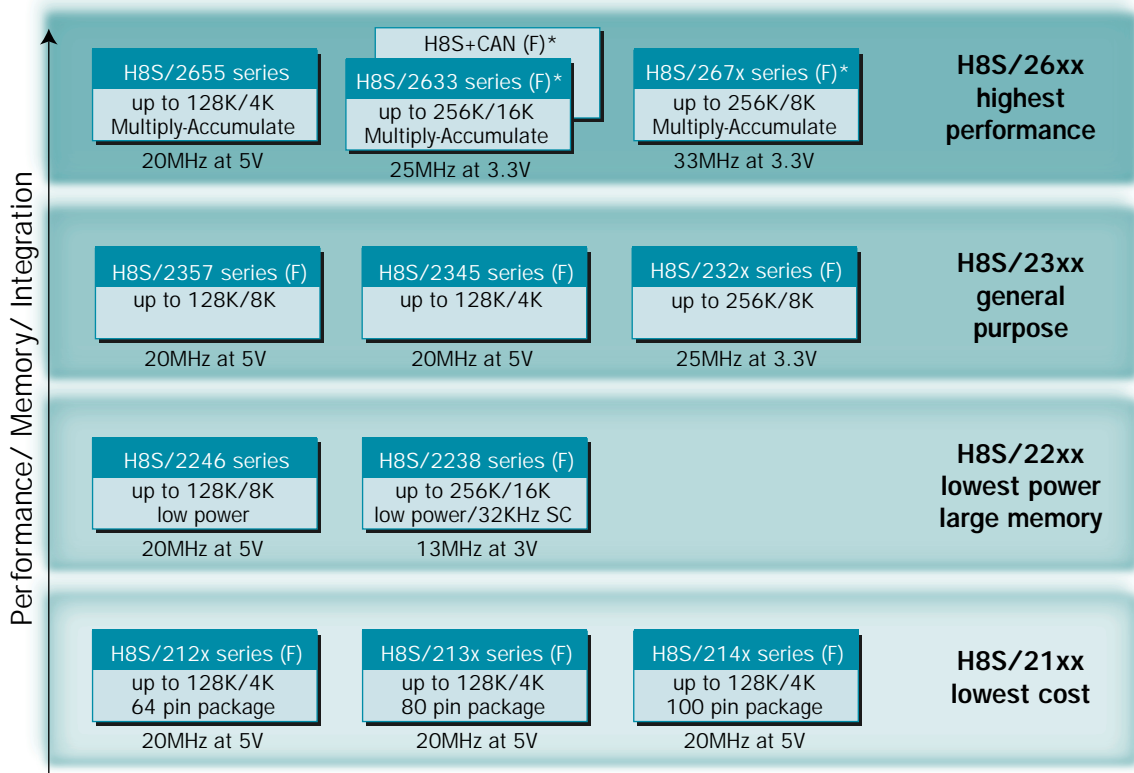 Performance/ Memory/ Integration
H8S/2655 series
up to 128K/4K
Multiply-Accumulate
20MHz at 5V
H8S+CAN (F)*
H8S/2633 series (F)*
up to 256K/16K
Multiply-Accumulate
25MHz at 3.3V
H8S/267x series (F)*
up to 256K/8K
Multiply-Accumulate
33MHz at 3.3V
H8S/26xx
highest
performance
H8S/2357 series (F)
up to 128K/8K
20MHz at 5V
H8S/2345 series (F)
up to 128K/4K
20MHz at 5V
H8S/232x series (F)
up to 256K/8K
25MHz at 3.3V
H8S/23xx
general
purpose
H8S/2246 series
up to 128K/8K
low power
20MHz at 5V
H8S/2238 series (F)
up to 256K/16K
low power/32KHz SC
13MHz at 3V
H8S/22xx
lowest power
large memory
H8S/212x series (F)
up to 128K/4K
64 pin package
20MHz at 5V
H8S/213x series (F)
up to 128K/4K
80 pin package
20MHz at 5V
H8S/214x series (F)
up to 128K/4K
100 pin package
20MHz at 5V
H8S/21xx
lowest cost